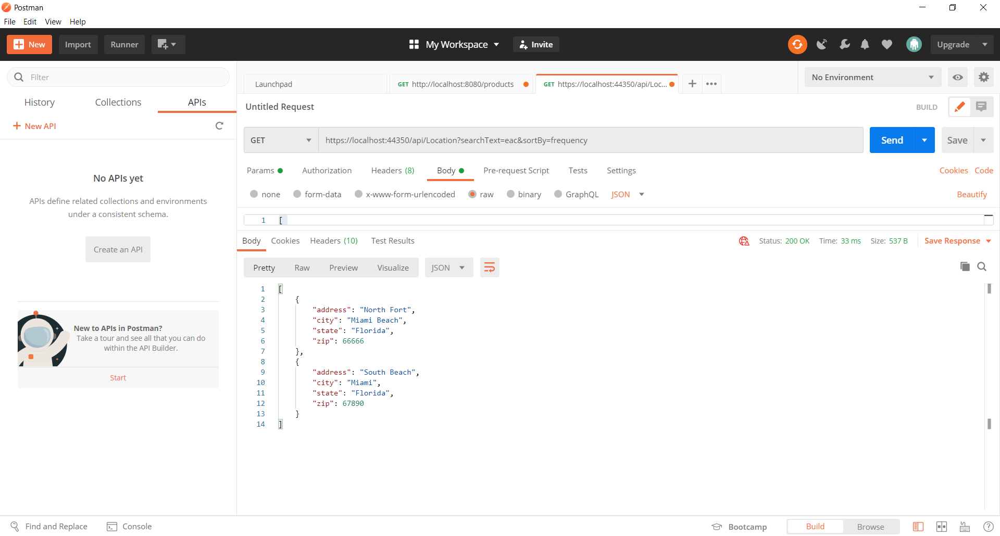 Postman
File Edit View Help
New Import Runner My Workspace Invite Upgrade
Filter
History Collections APIs
New API
No APIs yet
APIs define related collections and environments
under a consistent schema.
Create an API
New to APIs in Postman?
Take a tour and see all that you can do
within the API Builder.
Start
Launchpad GET http://localhost:8080/products GET https://localhost:44350/api/Loc... + ••• No Environment
Untitled Request BUILD
GET https://localhost:44350/api/Location?searchText=eac&sortBy=frequency Send Save
Params Authorization Headers (8) Body Pre-request Script Tests Settings Cookies Code
none form-data x-www-form-urlencoded raw binary GraphQL JSON Beautify
1 [
Body Cookies Headers (10) Test Results Status: 200 OK Time: 33 ms Size: 537 B Save Response
Pretty Raw Preview Visualize JSON
1 [
2 {
3 "address": "North Fort",
4 "city": "Miami Beach",
5 "state": "Florida",
6 "zip": 66666
7 },
8 {
9 "address": "South Beach",
10 "city": "Miami",
11 "state": "Florida",
12 "zip": 67890
13 }
14 ]
Find and Replace Console Bootcamp Build Browse